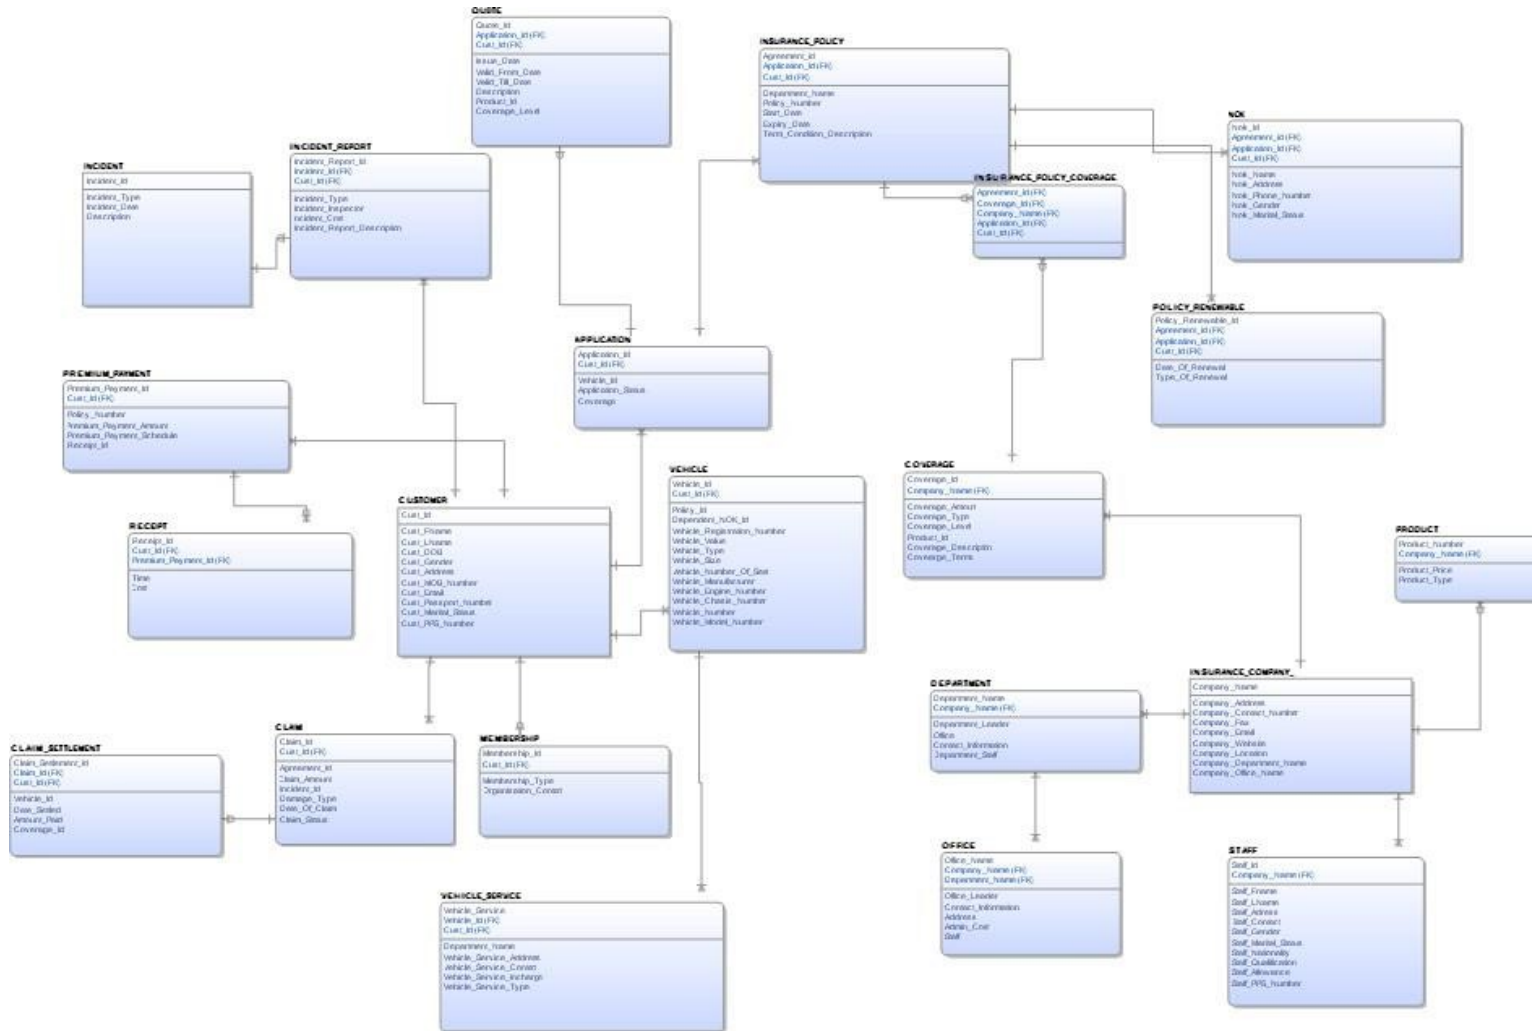 QUOTE
Quote_Id
Application_Id(FK)
Cust_Id(FK)
Issue_Date
Valid_From_Date
Valid_Till_Date
Description
Product_Id
Coverage_Level
INSURANCE_POLICY
Agreement_id
Application_Id(FK)
Cust_Id(FK)
Department_Name
Policy_Number
Start_Date
Expiry_Date
Term_Condition_Description
NOK
Nok_Id
Agreement_id(FK)
Application_Id(FK)
Cust_Id(FK)
Nok_Name
Nok_Address
Nok_Phone_Number
Nok_Gender
Nok_Marital_Status
INCIDENT
Incident_Id
Incident_Type
Incident_Date
Description
INCIDENT_REPORT
Incident_Report_Id
Incident_Id(FK)
Cust_Id(FK)
Incident_Type
Incident_Inspector
Incident_Cost
Incident_Report_Description
INSURANCE_POLICY_COVERAGE
Agreement_id(FK)
Coverage_Id(FK)
Company_Name(FK)
Application_Id(FK)
Cust_Id(FK)
POLICY_RENEWABLE
Policy_Renewable_Id
Agreement_id(FK)
Application_Id(FK)
Cust_Id(FK)
Date_Of_Renewal
Type_Of_Renewal
APPLICATION
Application_Id
Cust_Id(FK)
Vehicle_Id
Application_Status
Coverage
PREMIUM_PAYMENT
Premium_Payment_Id
Cust_Id(FK)
Policy_Number
Premium_Payment_Amount
Premium_Payment_Schedule
Receipt_Id
RECEIPT
Receipt_Id
Cust_Id(FK)
Premium_Payment_Id(FK)
Time
Cost
CUSTOMER
Cust_Id
Cust_Fname
Cust_Lname
Cust_DOB
Cust_Gender
Cust_Address
Cust_MOB_Number
Cust_Email
Cust_Passport_Number
Cust_Marital_Status
Cust_PPS_Number
VEHICLE
Vehicle_Id
Cust_Id(FK)
Policy_Id
Dependent_NOK_Id
Vehicle_Registration_Number
Vehicle_Value
Vehicle_Type
Vehicle_Size
Vehicle_Number_Of_Seat
Vehicle_Manufacturer
Vehicle_Engine_Number
Vehicle_Chasis_Number
Vehicle_Number
Vehicle_Model_Number
COVERAGE
Coverage_Id
Company_Name(FK)
Coverage_Amount
Coverage_Type
Coverage_Level
Product_Id
Coverage_Terms
PRODUCT
Product_Number
Company_Name(FK)
Product_Price
Product_Type
DEPARTMENT
Department_Name
Company_Name(FK)
Department_Leader
Office
Contact_Information
Department_Staff
INSURANCE_COMPANY_
Company_Name
Company_Address
Company_Contact_Number
Company_Fax
Company_Email
Company_Website
Company_Location
Company_Department_Name
Company_Office_Name
CLAIM_SETTLEMENT
Claim_Settlement_Id
Claim_Id(FK)
Cust_Id(FK)
Vehicle_Id
Date_Settled
Amount_Paid
Coverage_Id
CLAIM
Claim_Id
Cust_Id(FK)
Agreement_Id
Claim_Amount
Incident_Id
Damage_Type
Date_Of_Claim
Claim_Status
MEMBERSHIP
Membership_Id
Cust_Id(FK)
Membership_Type
Organisation_Contact
VEHICLE_SERVICE
Vehicle_Service
Vehicle_Id(FK)
Cust_Id(FK)
Department_Name
Vehicle_Service_Address
Vehicle_Service_Contact
Vehicle_Service_Incharge
Vehicle_Service_Type
OFFICE
Office_Name
Company_Name(FK)
Department_Name(FK)
Office_Leader
Contact_Information
Address
Admin_Cost
Staff
STAFF
Staff_Id
Company_Name(FK)
Staff_Fname
Staff_Lname
Staff_Adress
Staff_Contact
Staff_Gender
Staff_Marital_Status
Staff_Nationality
Staff_Qualification
Staff_Allowance
Staff_PPS_Number